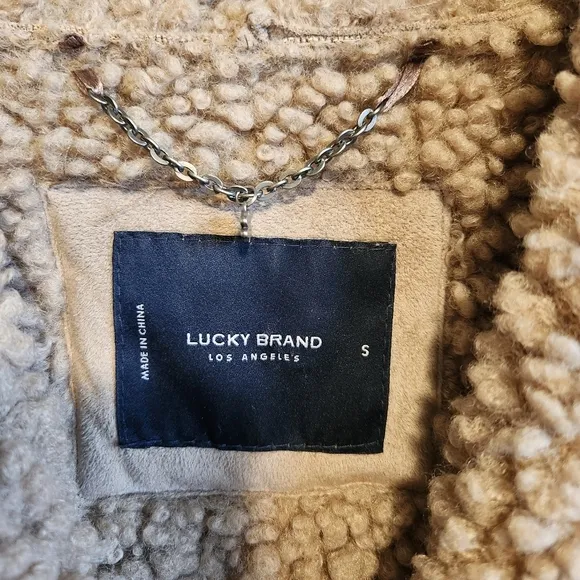 MADE IN CHINA
LUCKY BRAND
LOS ANGELES
S